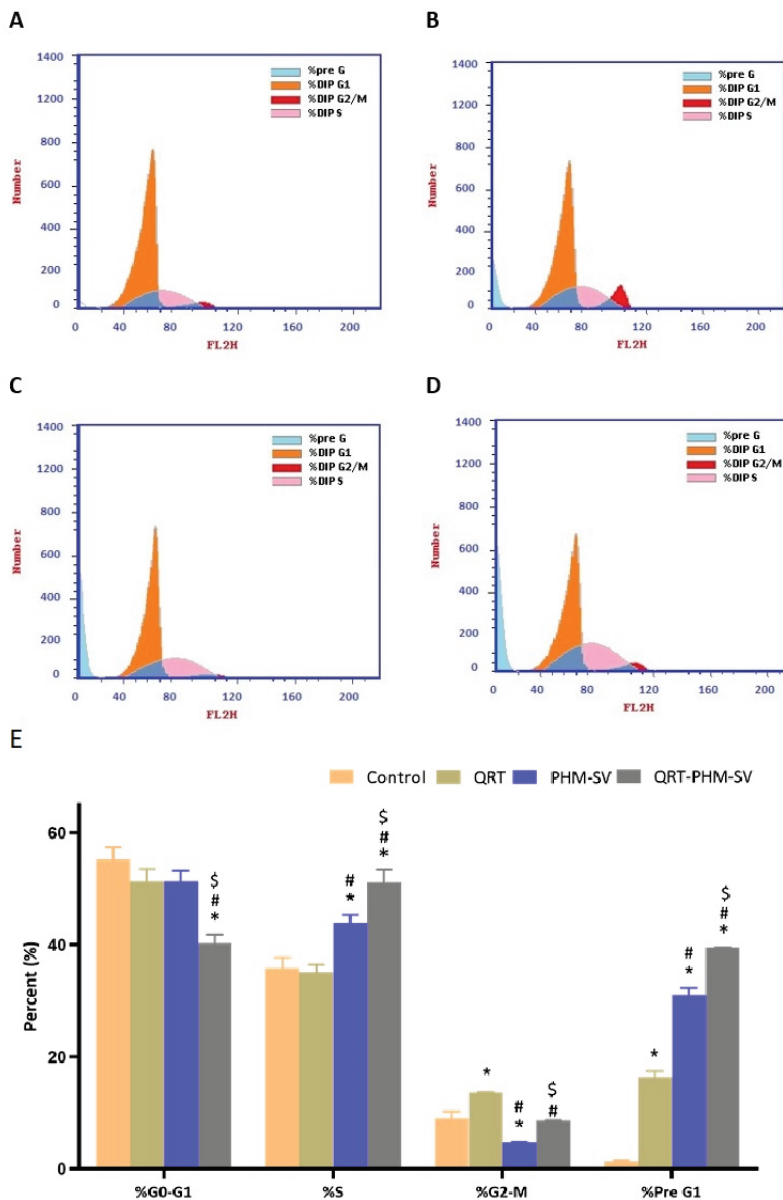 A
1400
1200
1000
800
600
400
200
0
Number
0 40 80 120 160 200
FL2H
%pre G
%DIP G1
%DIP G2/M
%DIP S
B
1400
1200
1000
800
600
400
200
0
Number
0 40 80 120 160 200
FL2H
%pre G
%DIP G1
%DIP G2/M
%DIP S
C
1400
1200
1000
800
600
400
200
0
Number
0 40 80 120 160 200
FL2H
%pre G
%DIP G1
%DIP G2/M
%DIP S
D
1400
1200
1000
800
600
400
200
0
Number
0 40 80 120 160 200
FL2H
%pre G
%DIP G1
%DIP G2/M
%DIP S
E
Control QRT PHM-SV QRT-PHM-SV
60
40
20
0
Percent (%)
$
#
*
#
*
$
#
*
*
#
*
$
#
*
#
*
$
#
*
%G0-G1 %S %G2-M %Pre G1